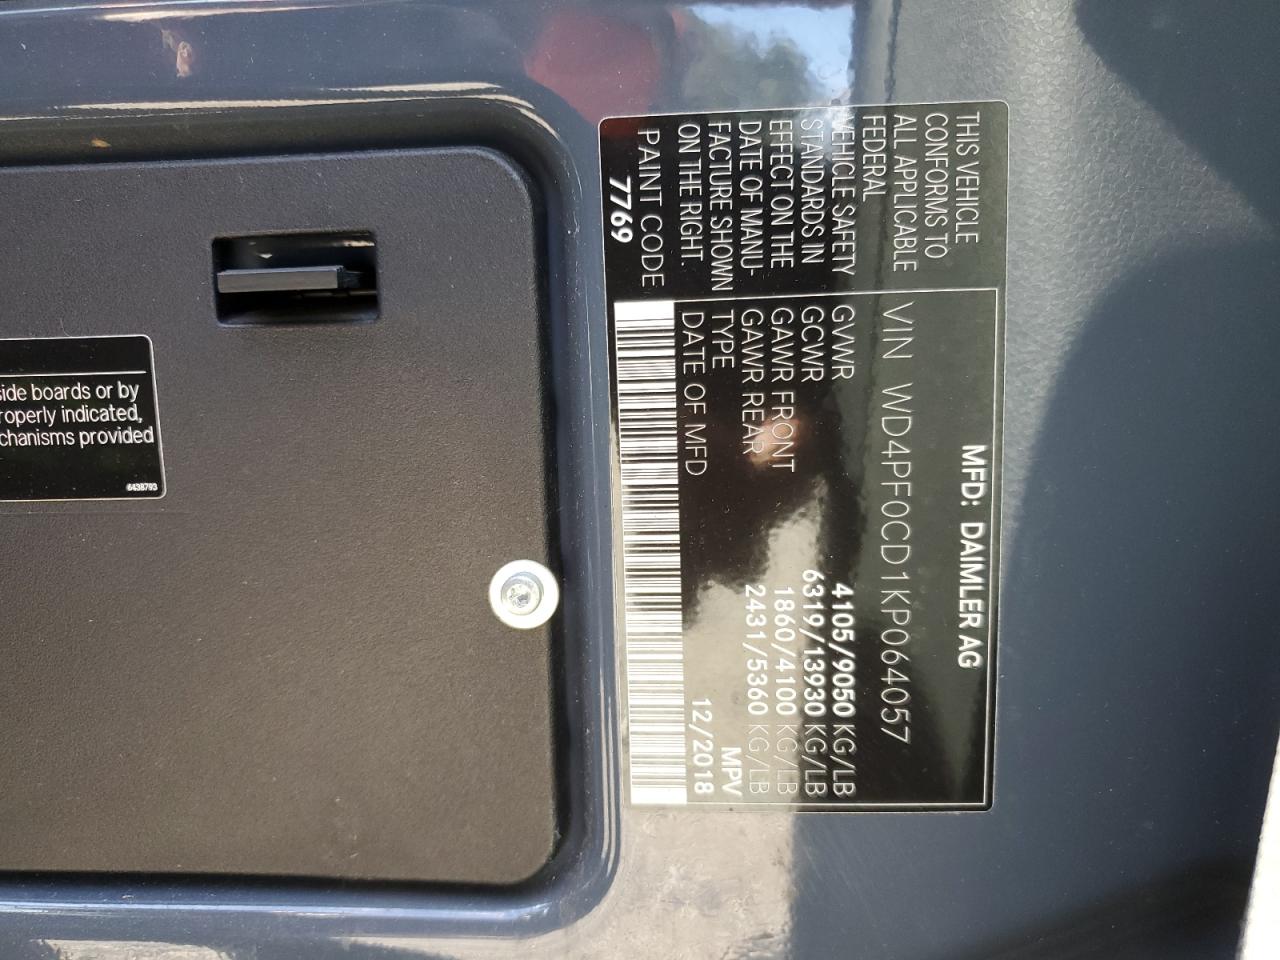 MFD: DAIMLER AG
THIS VEHICLE
CONFORMS TO
ALL APPLICABLE
FEDERAL
VEHICLE SAFETY
STANDARDS IN
EFFECT ON THE
DATE OF MANU-
FACTURE SHOWN
ON THE RIGHT.
PAINT CODE
7769
VIN WD4PF0CD1KP064057
GVWR 4105/9050 KG/LB
GCWR 6319/13930 KG/LB
GAWR FRONT 1860/4100 KG/LB
GAWR REAR 2431/5360 KG/LB
TYPE MPV
DATE OF MFD 12/2018
side boards or by
roperly indicated,
chanisms provided
6438793